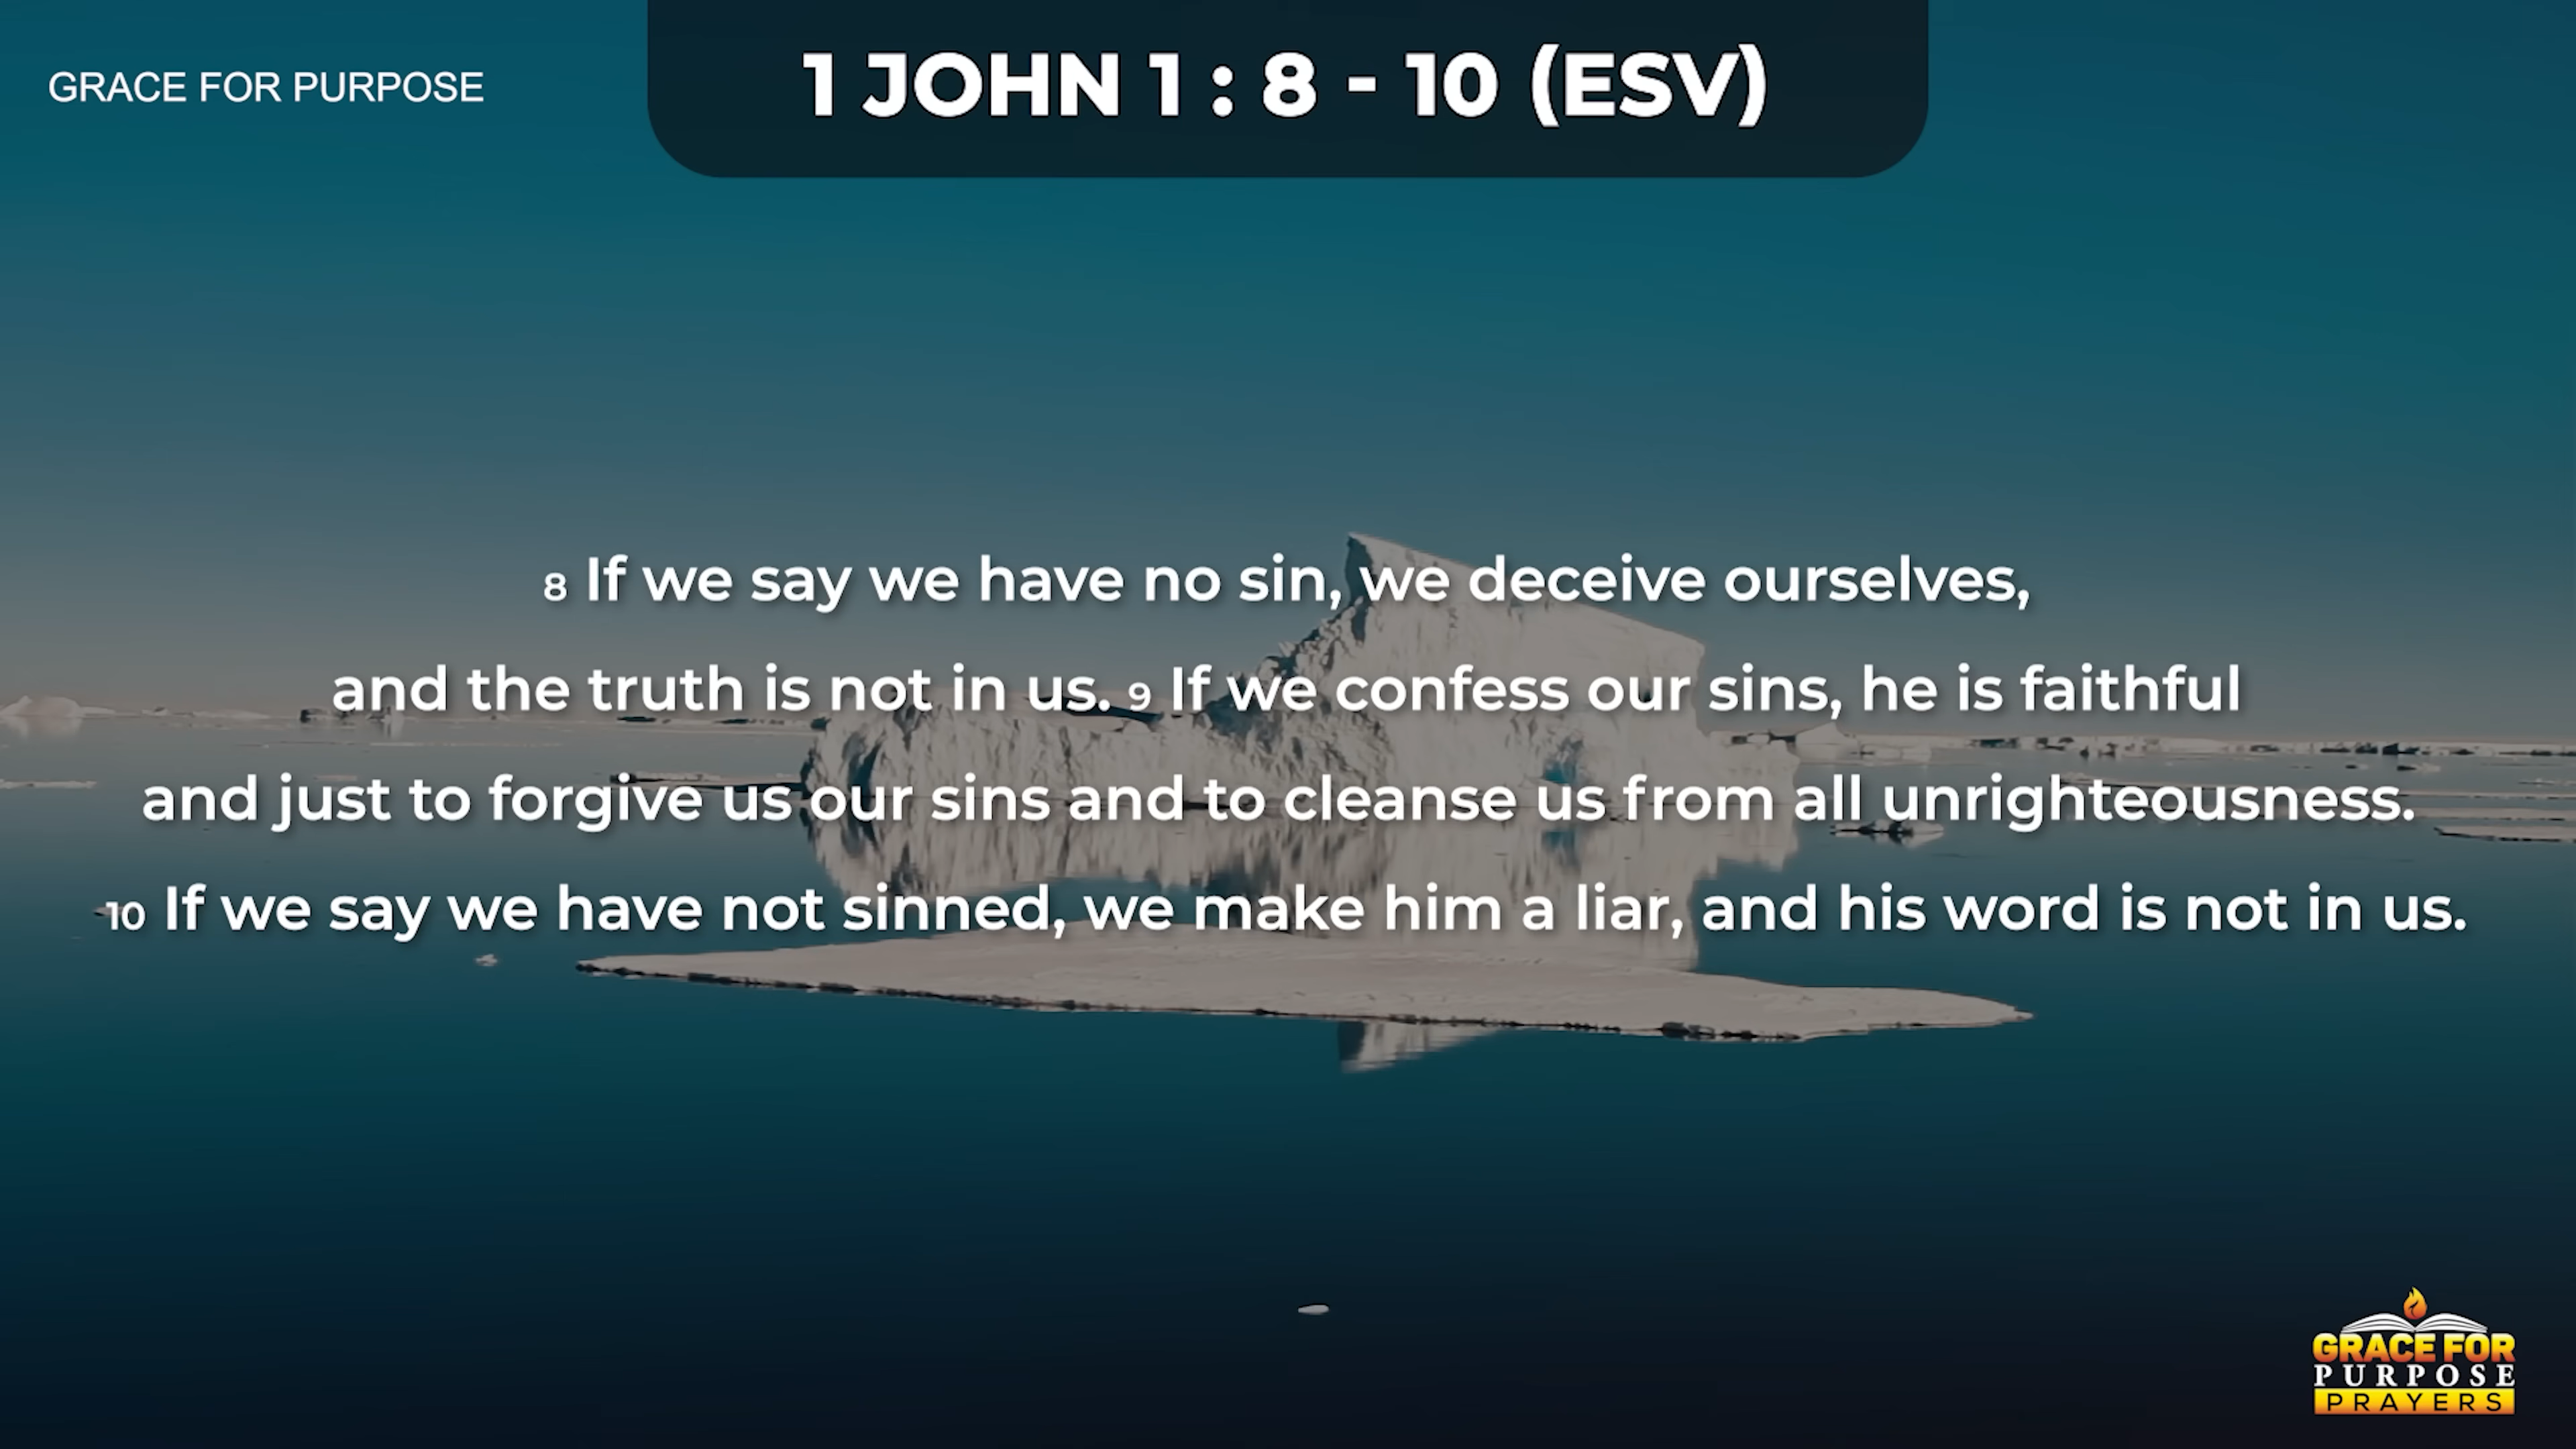 GRACE FOR PURPOSE
1 JOHN 1 : 8 - 10 (ESV)
8 If we say we have no sin, we deceive ourselves,
and the truth is not in us. 9 If we confess our sins, he is faithful
and just to forgive us our sins and to cleanse us from all unrighteousness.
10 If we say we have not sinned, we make him a liar, and his word is not in us.
GRACE FOR
PURPOSE
PRAYERS